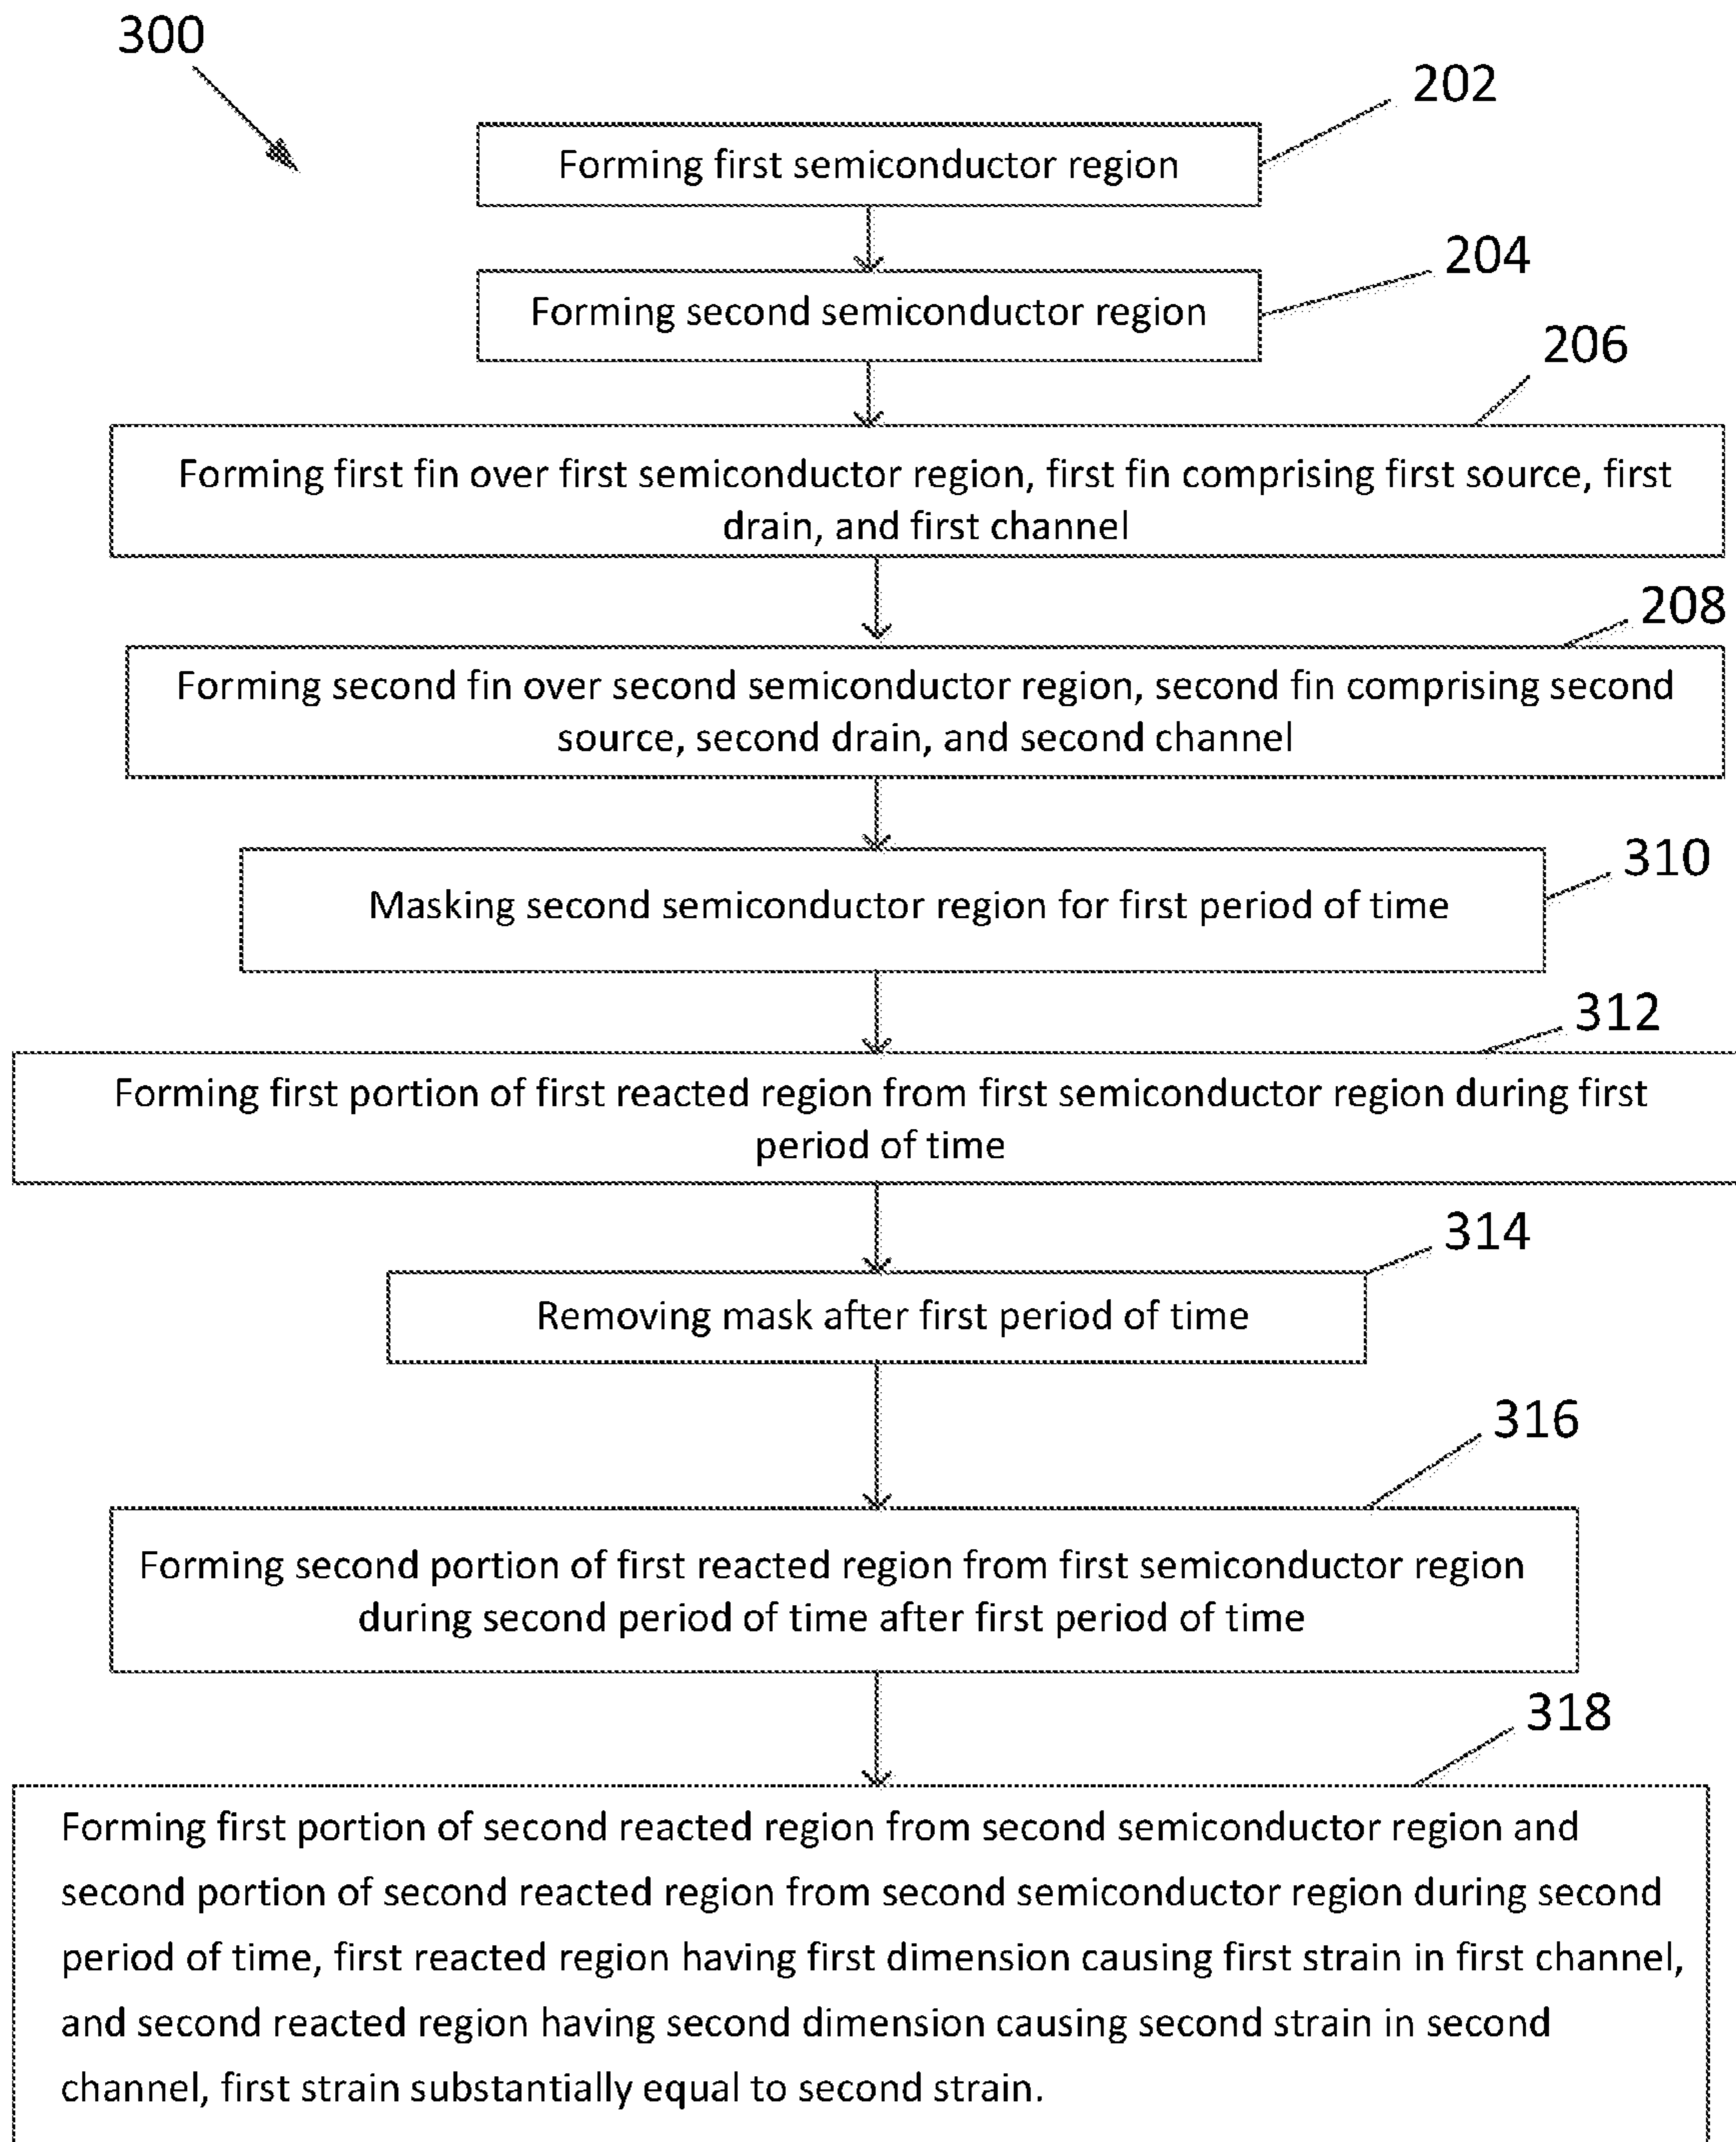 300
202
Forming first semiconductor region
204
Forming second semiconductor region
206
Forming first fin over first semiconductor region, first fin comprising first source, first
drain, and first channel
208
Forming second fin over second semiconductor region, second fin comprising second
source, second drain, and second channel
310
Masking second semiconductor region for first period of time
312
Forming first portion of first reacted region from first semiconductor region during first
period of time
314
Removing mask after first period of time
316
Forming second portion of first reacted region from first semiconductor region
during second period of time after first period of time
318
Forming first portion of second reacted region from second semiconductor region and
second portion of second reacted region from second semiconductor region during second
period of time, first reacted region having first dimension causing first strain in first channel,
and second reacted region having second dimension causing second strain in second
channel, first strain substantially equal to second strain.